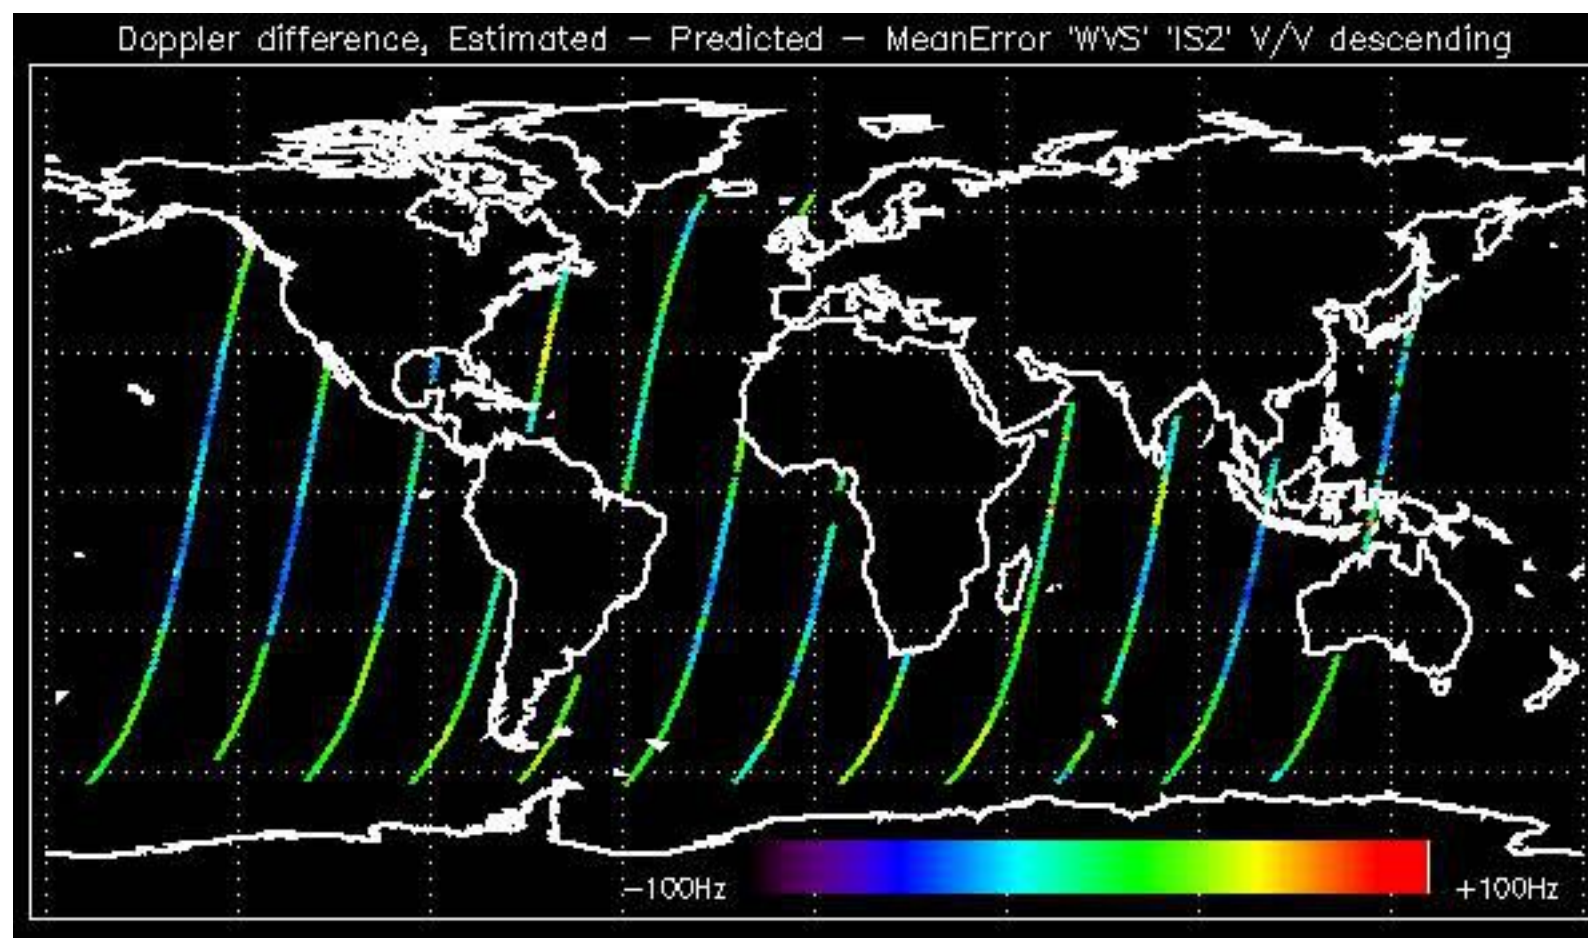 Doppler difference, Estimated - Predicted - MeanError 'WVS' 'IS2' V/V descending
-100Hz
+100Hz